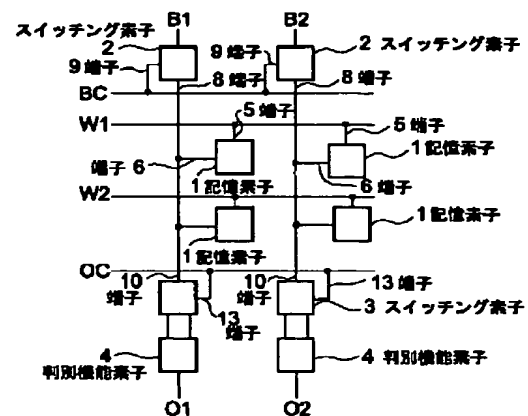 B1 B2
スイッチング素子
2
2 スイッチング素子
9 端子
9 端子
8 端子
8 端子
BC
W1
5 端子
5 端子
端子 6
1 記憶素子
1 記憶素子
6 端子
W2
1 記憶素子
1 記憶素子
OC
10
端子
13
端子
10
端子
13 端子
3 スイッチング素子
4
判別機能素子
4 判別機能素子
O1 O2